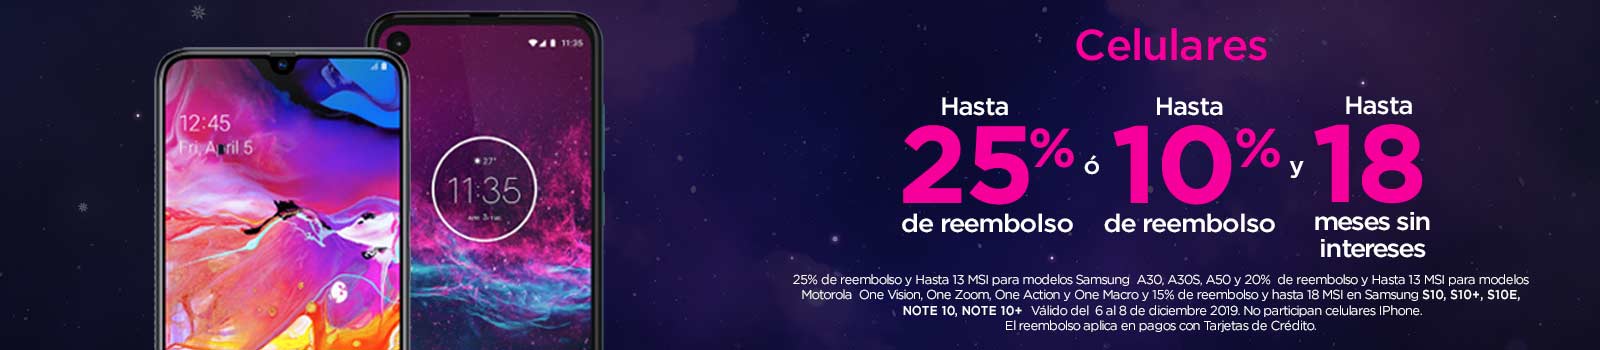 Celulares
Hasta
25%
de reembolso
ó
Hasta
10%
de reembolso
y
Hasta
18
meses sin
intereses
25% de reembolso y Hasta 13 MSI para modelos Samsung A30, A30S, A50 y 20% de reembolso y Hasta 13 MSI para modelos
Motorola One Vision, One Zoom, One Action y One Macro y 15% de reembolso y hasta 18 MSI en Samsung S10, S10+, S10E,
NOTE 10, NOTE 10+ Válido del 6 al 8 de diciembre 2019. No participan celulares IPhone.
El reembolso aplica en pagos con Tarjetas de Crédito.
12:45
Fri, April 5
11:35
27°
11:35